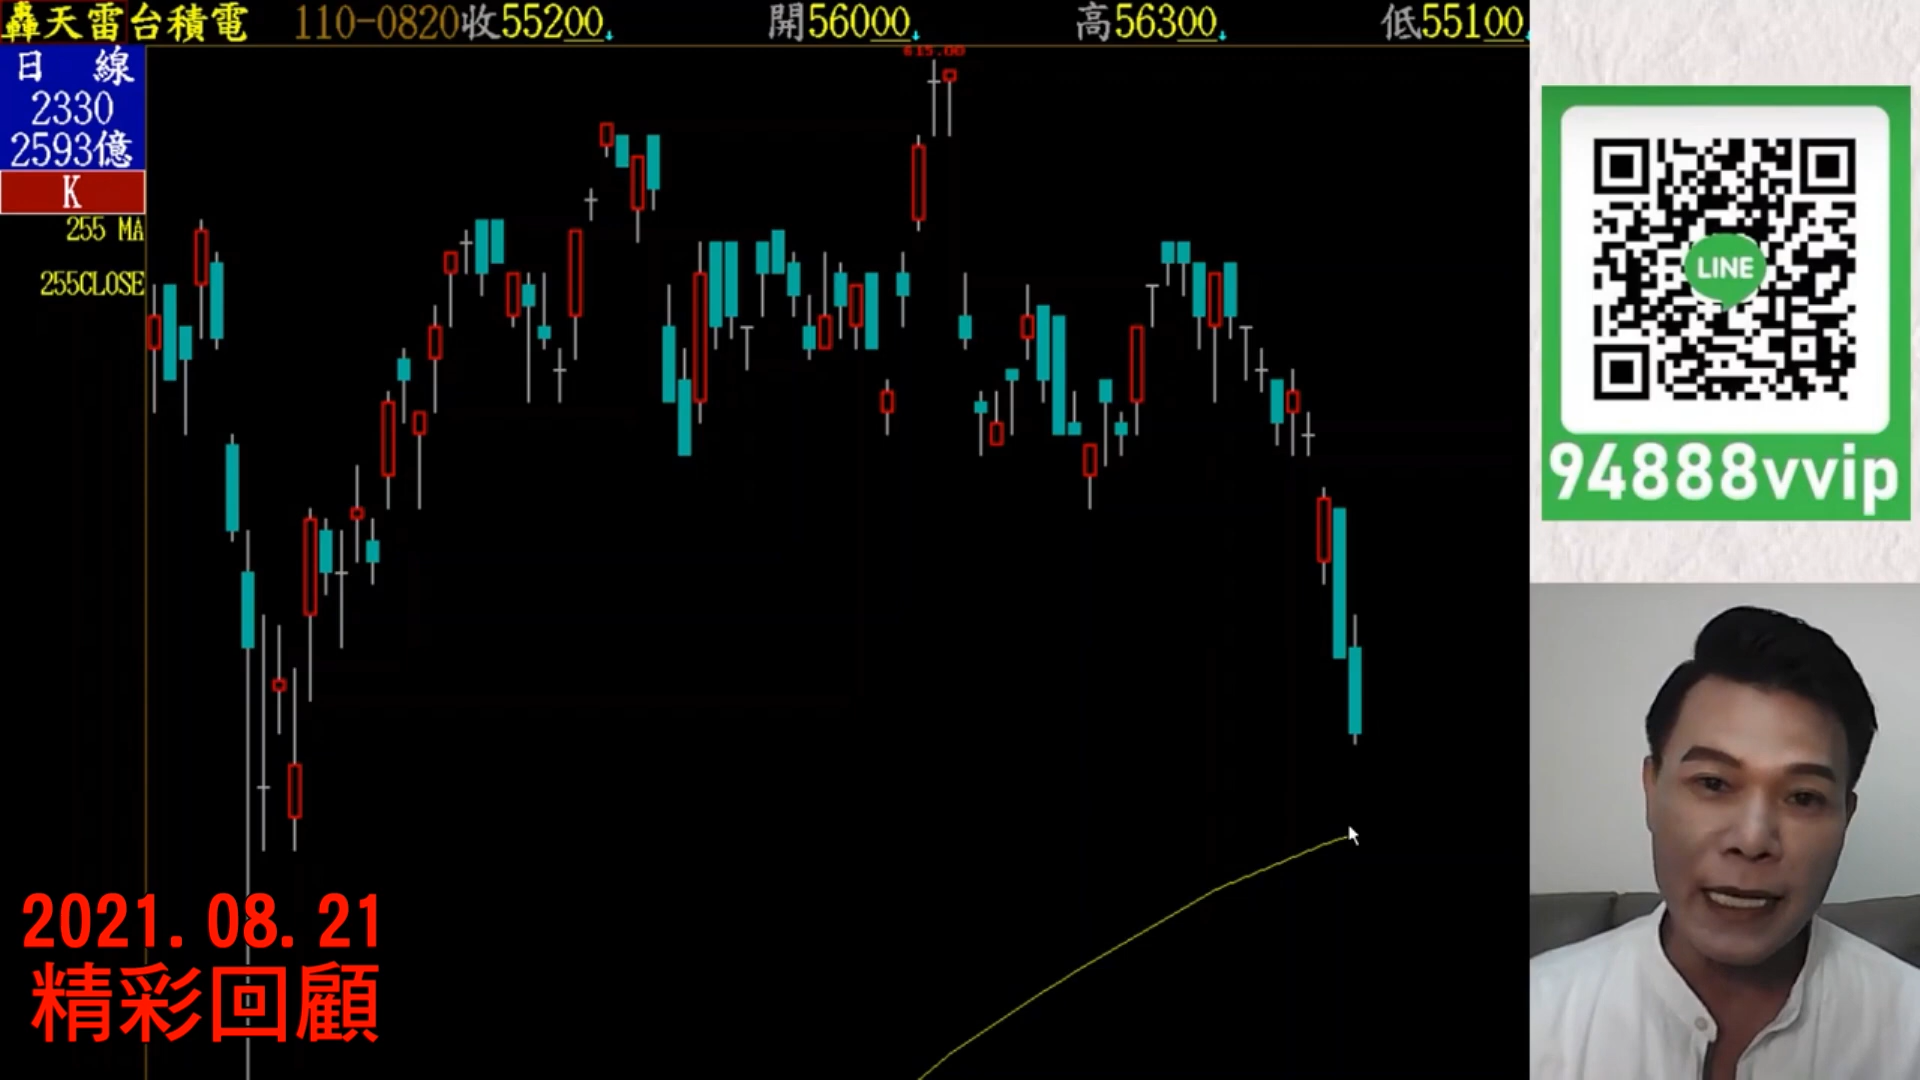 轟天雷台積電 110-0820收55200 開56000 高56300 低55100
日 線
2330
2593億
K
255 MA
255CLOSE
615.00
LINE
94888vvip
2021.08.21
精彩回顧